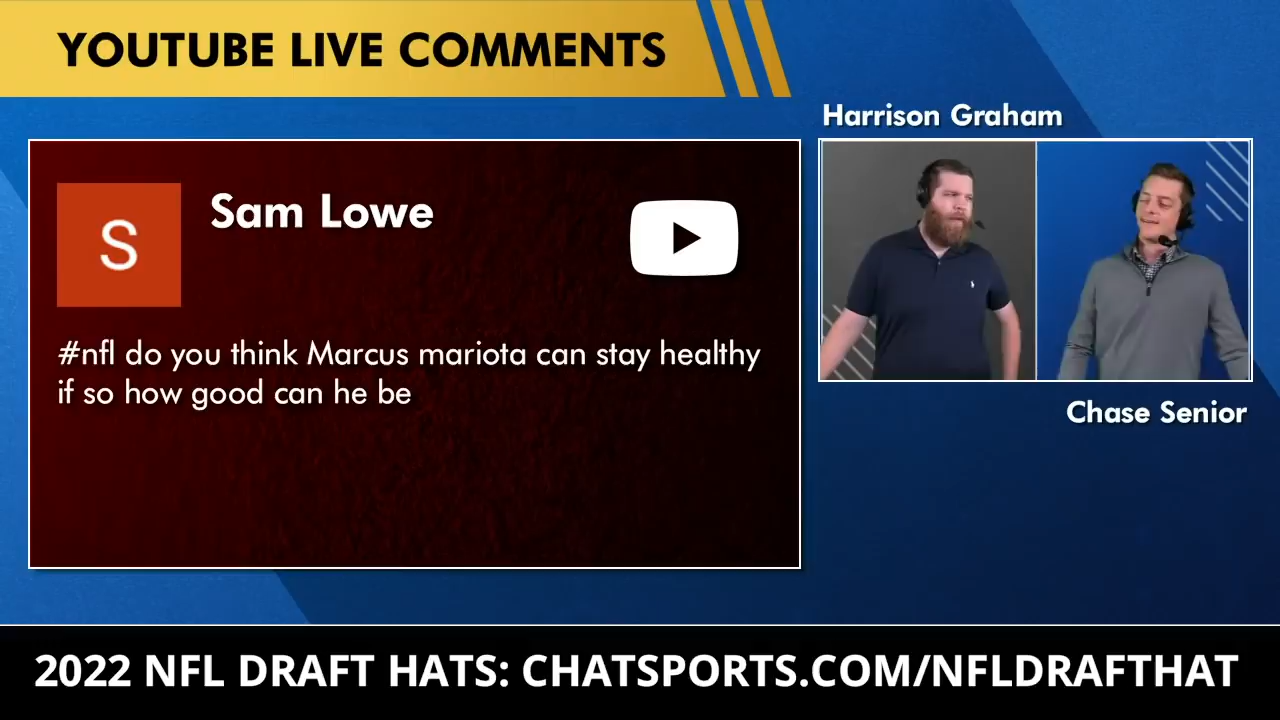 YOUTUBE LIVE COMMENTS
Harrison Graham
S
Sam Lowe
#nfl do you think Marcus mariota can stay healthy
if so how good can he be
Chase Senior
2022 NFL DRAFT HATS: CHATSPORTS.COM/NFLDRAFTHAT